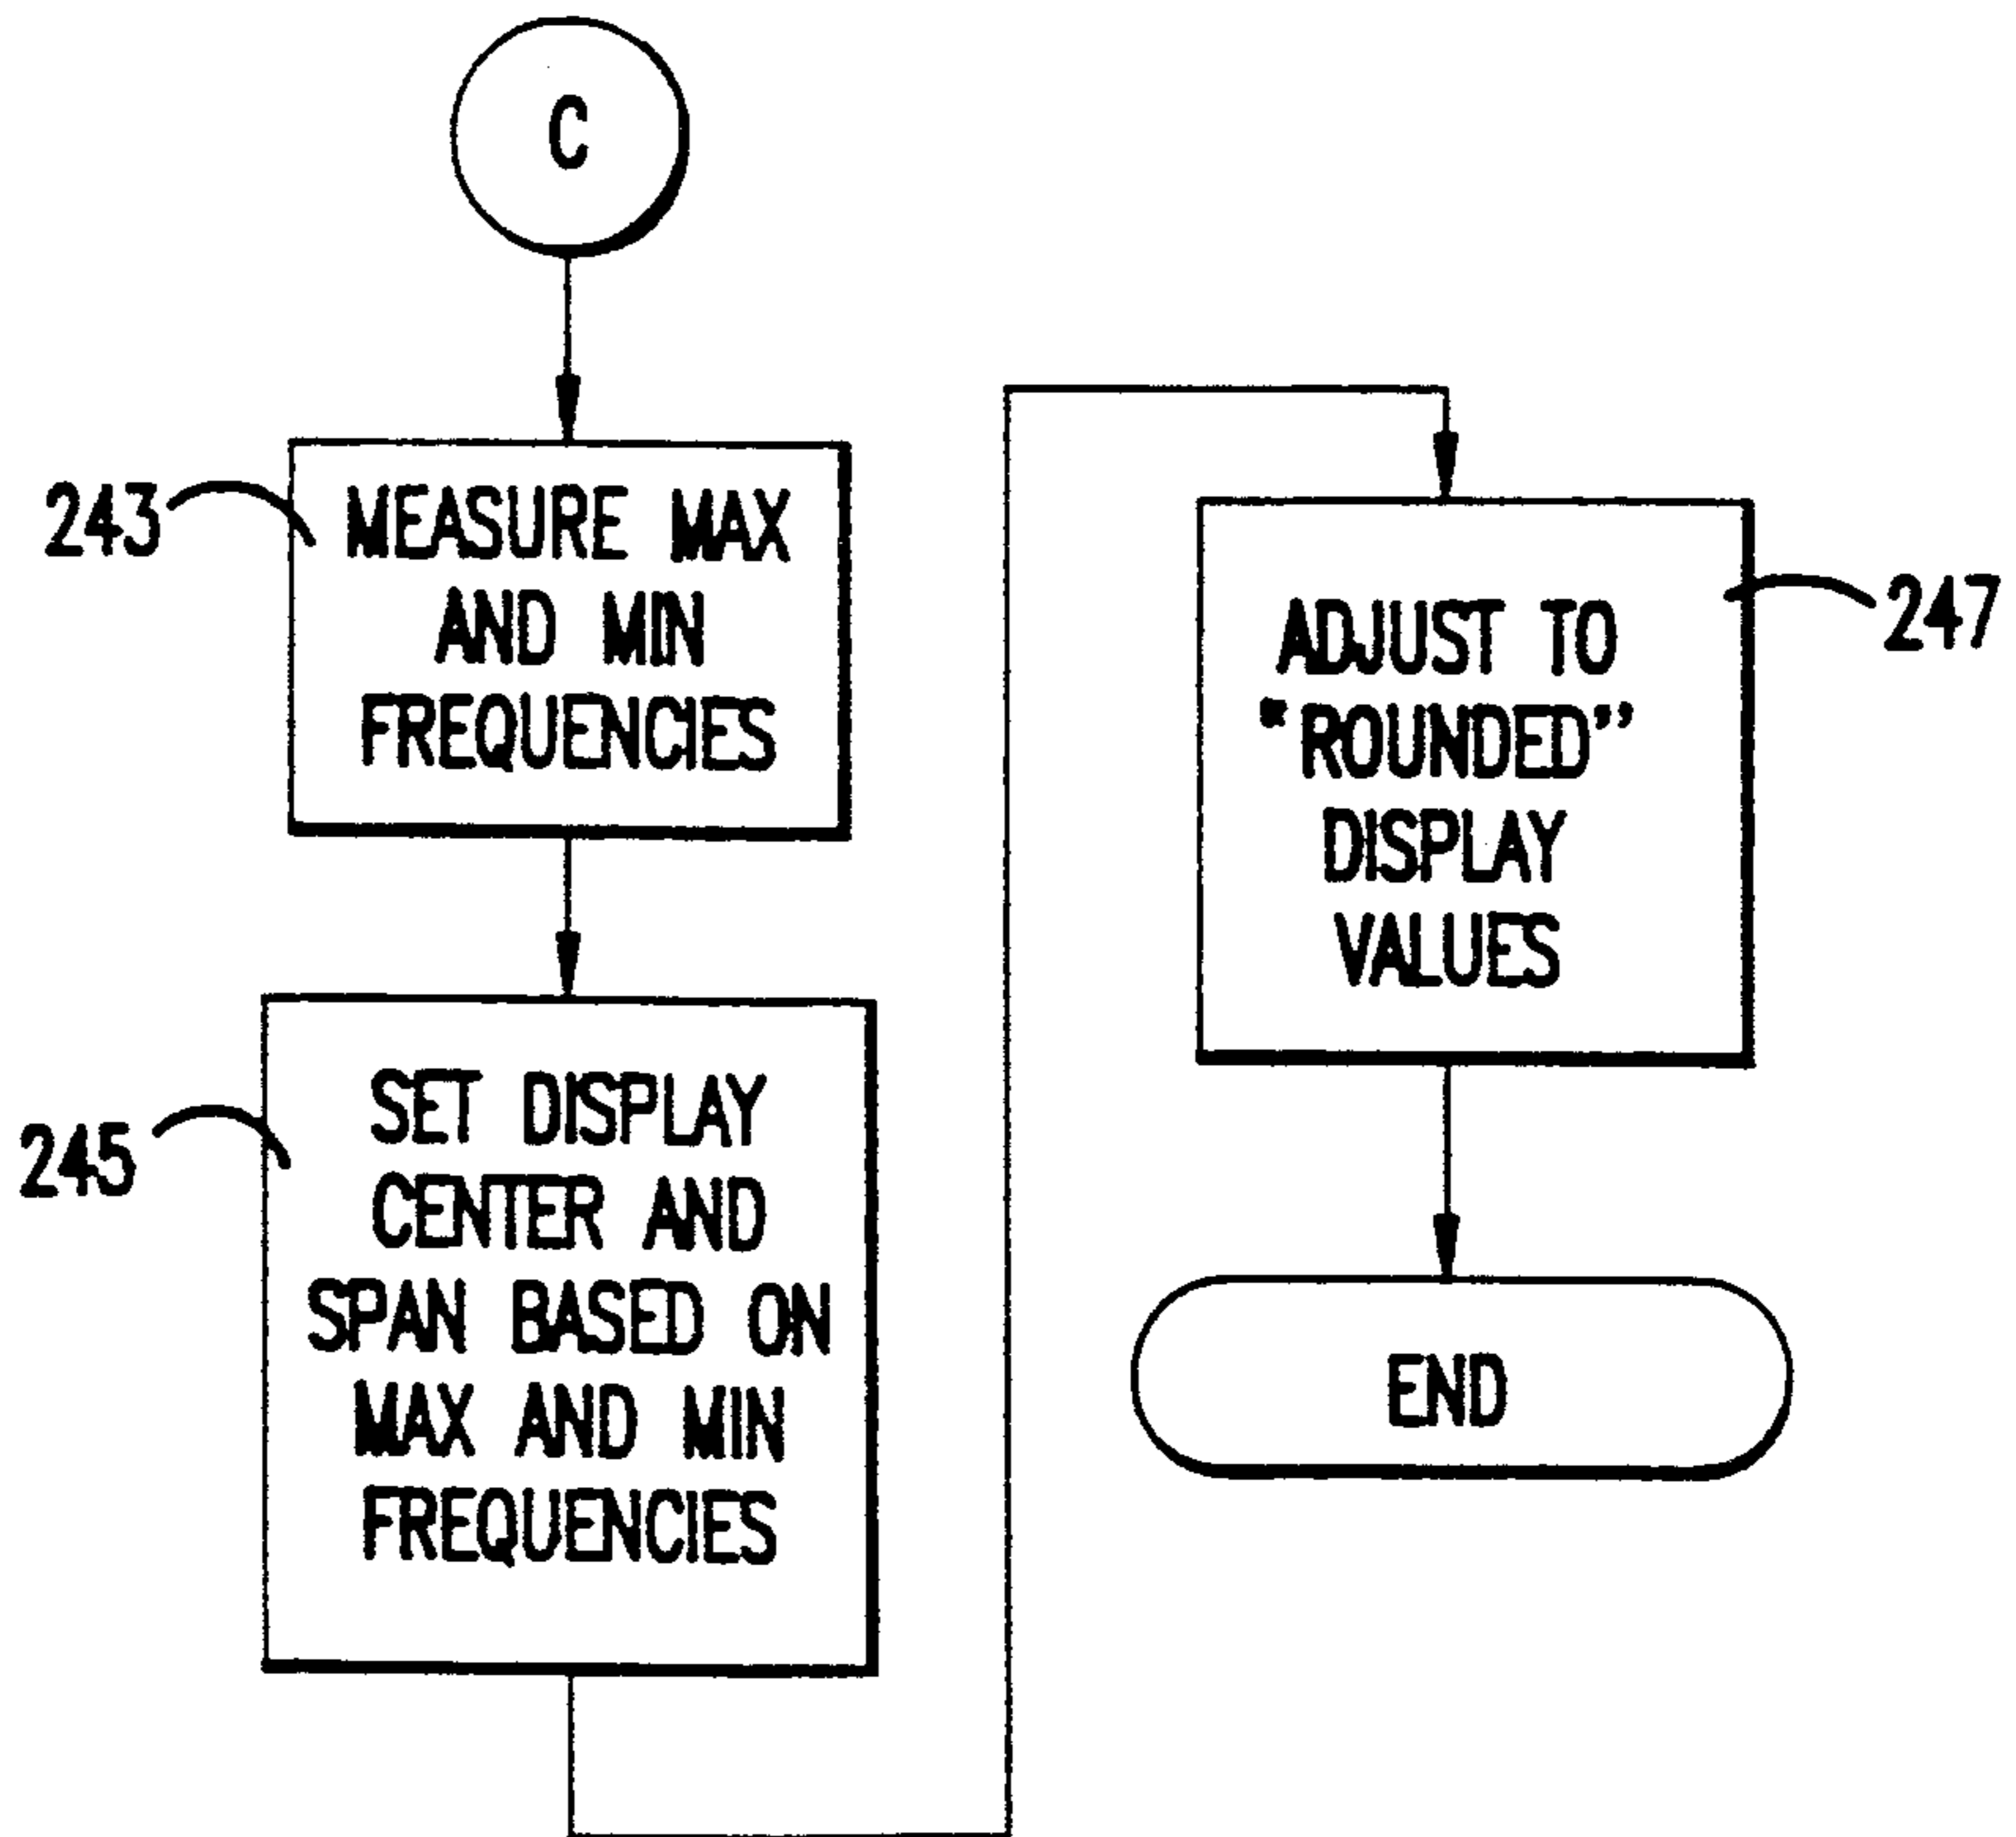 C
243
MEASURE MAX
AND MIN
FREQUENCIES
245
SET DISPLAY
CENTER AND
SPAN BASED ON
MAX AND MIN
FREQUENCIES
247
ADJUST TO
"ROUNDED"
DISPLAY
VALUES
END